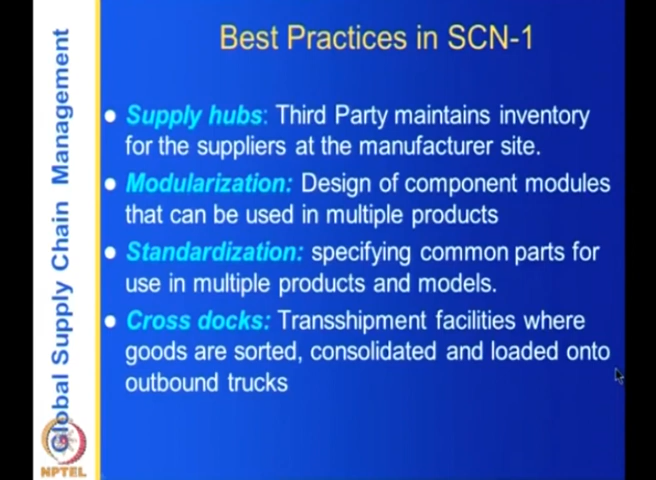 Best Practices in SCN-1
Global Supply Chain Management
• Supply hubs: Third Party maintains inventory
for the suppliers at the manufacturer site.
• Modularization: Design of component modules
that can be used in multiple products
• Standardization: specifying common parts for
use in multiple products and models.
• Cross docks: Transshipment facilities where
goods are sorted, consolidated and loaded onto
outbound trucks
NPTEL